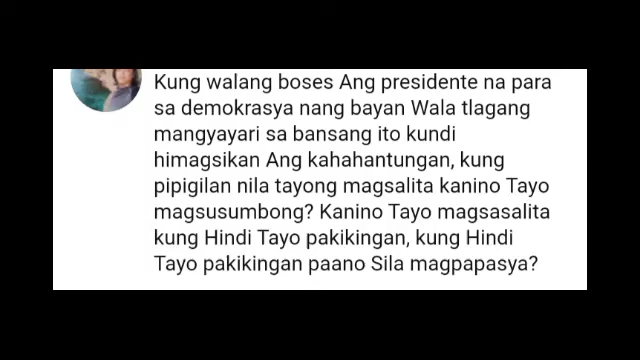 Kung walang boses Ang presidente na para
sa demokrasya nang bayan Wala tlagang
mangyayari sa bansang ito kundi
himagsikan Ang kahahantungan, kung
pipigilan nila tayong magsalita kanino Tayo
magsusumbong? Kanino Tayo magsasalita
kung Hindi Tayo pakikingan, kung Hindi
Tayo pakikingan paano Sila magpapasya?